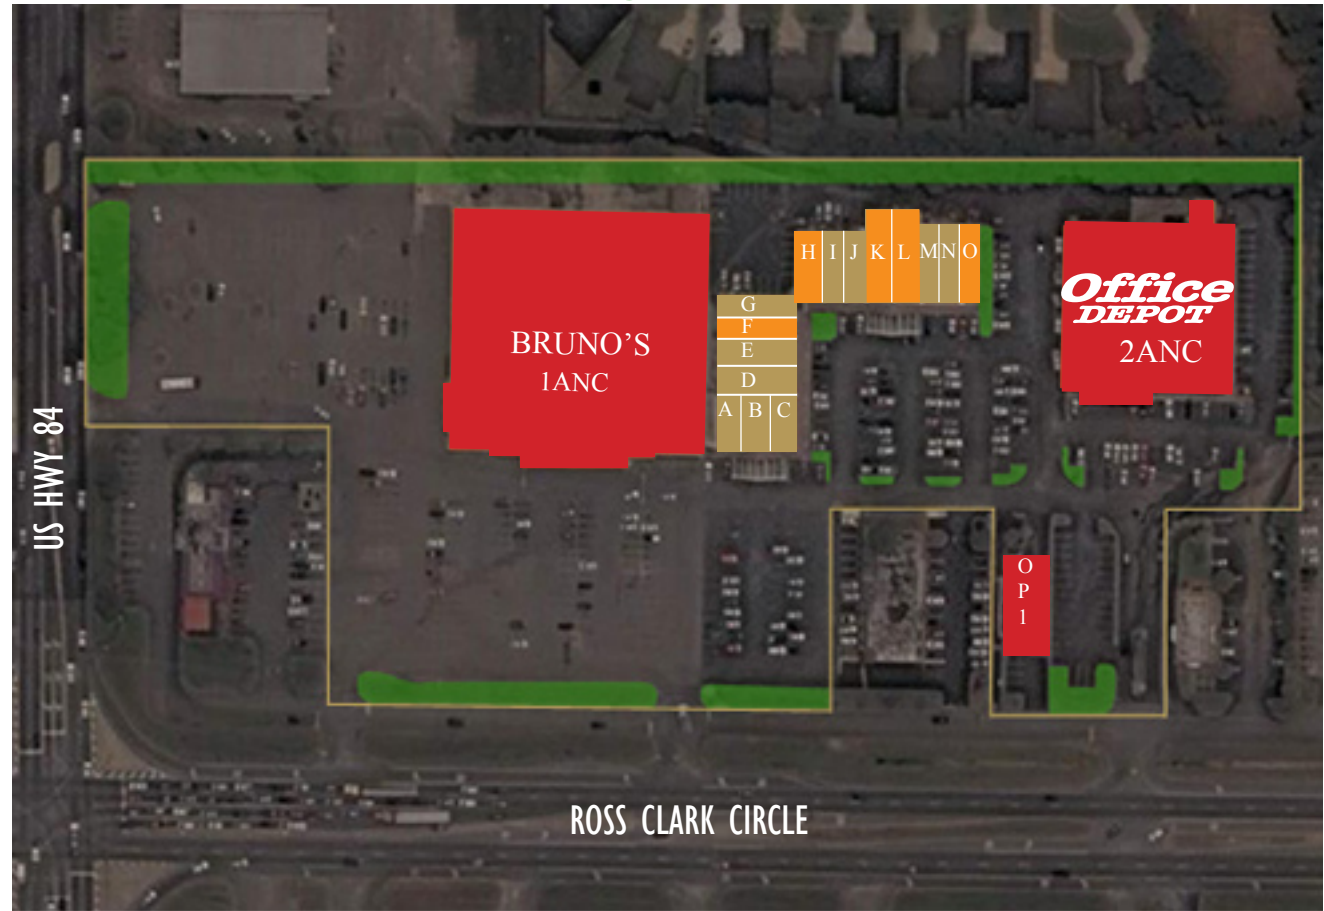 H I J K L M N O
G
F
E
D
A B C
BRUNO’S
1ANC
Office
DEPOT
2ANC
US HWY 84
O
P
1
ROSS CLARK CIRCLE